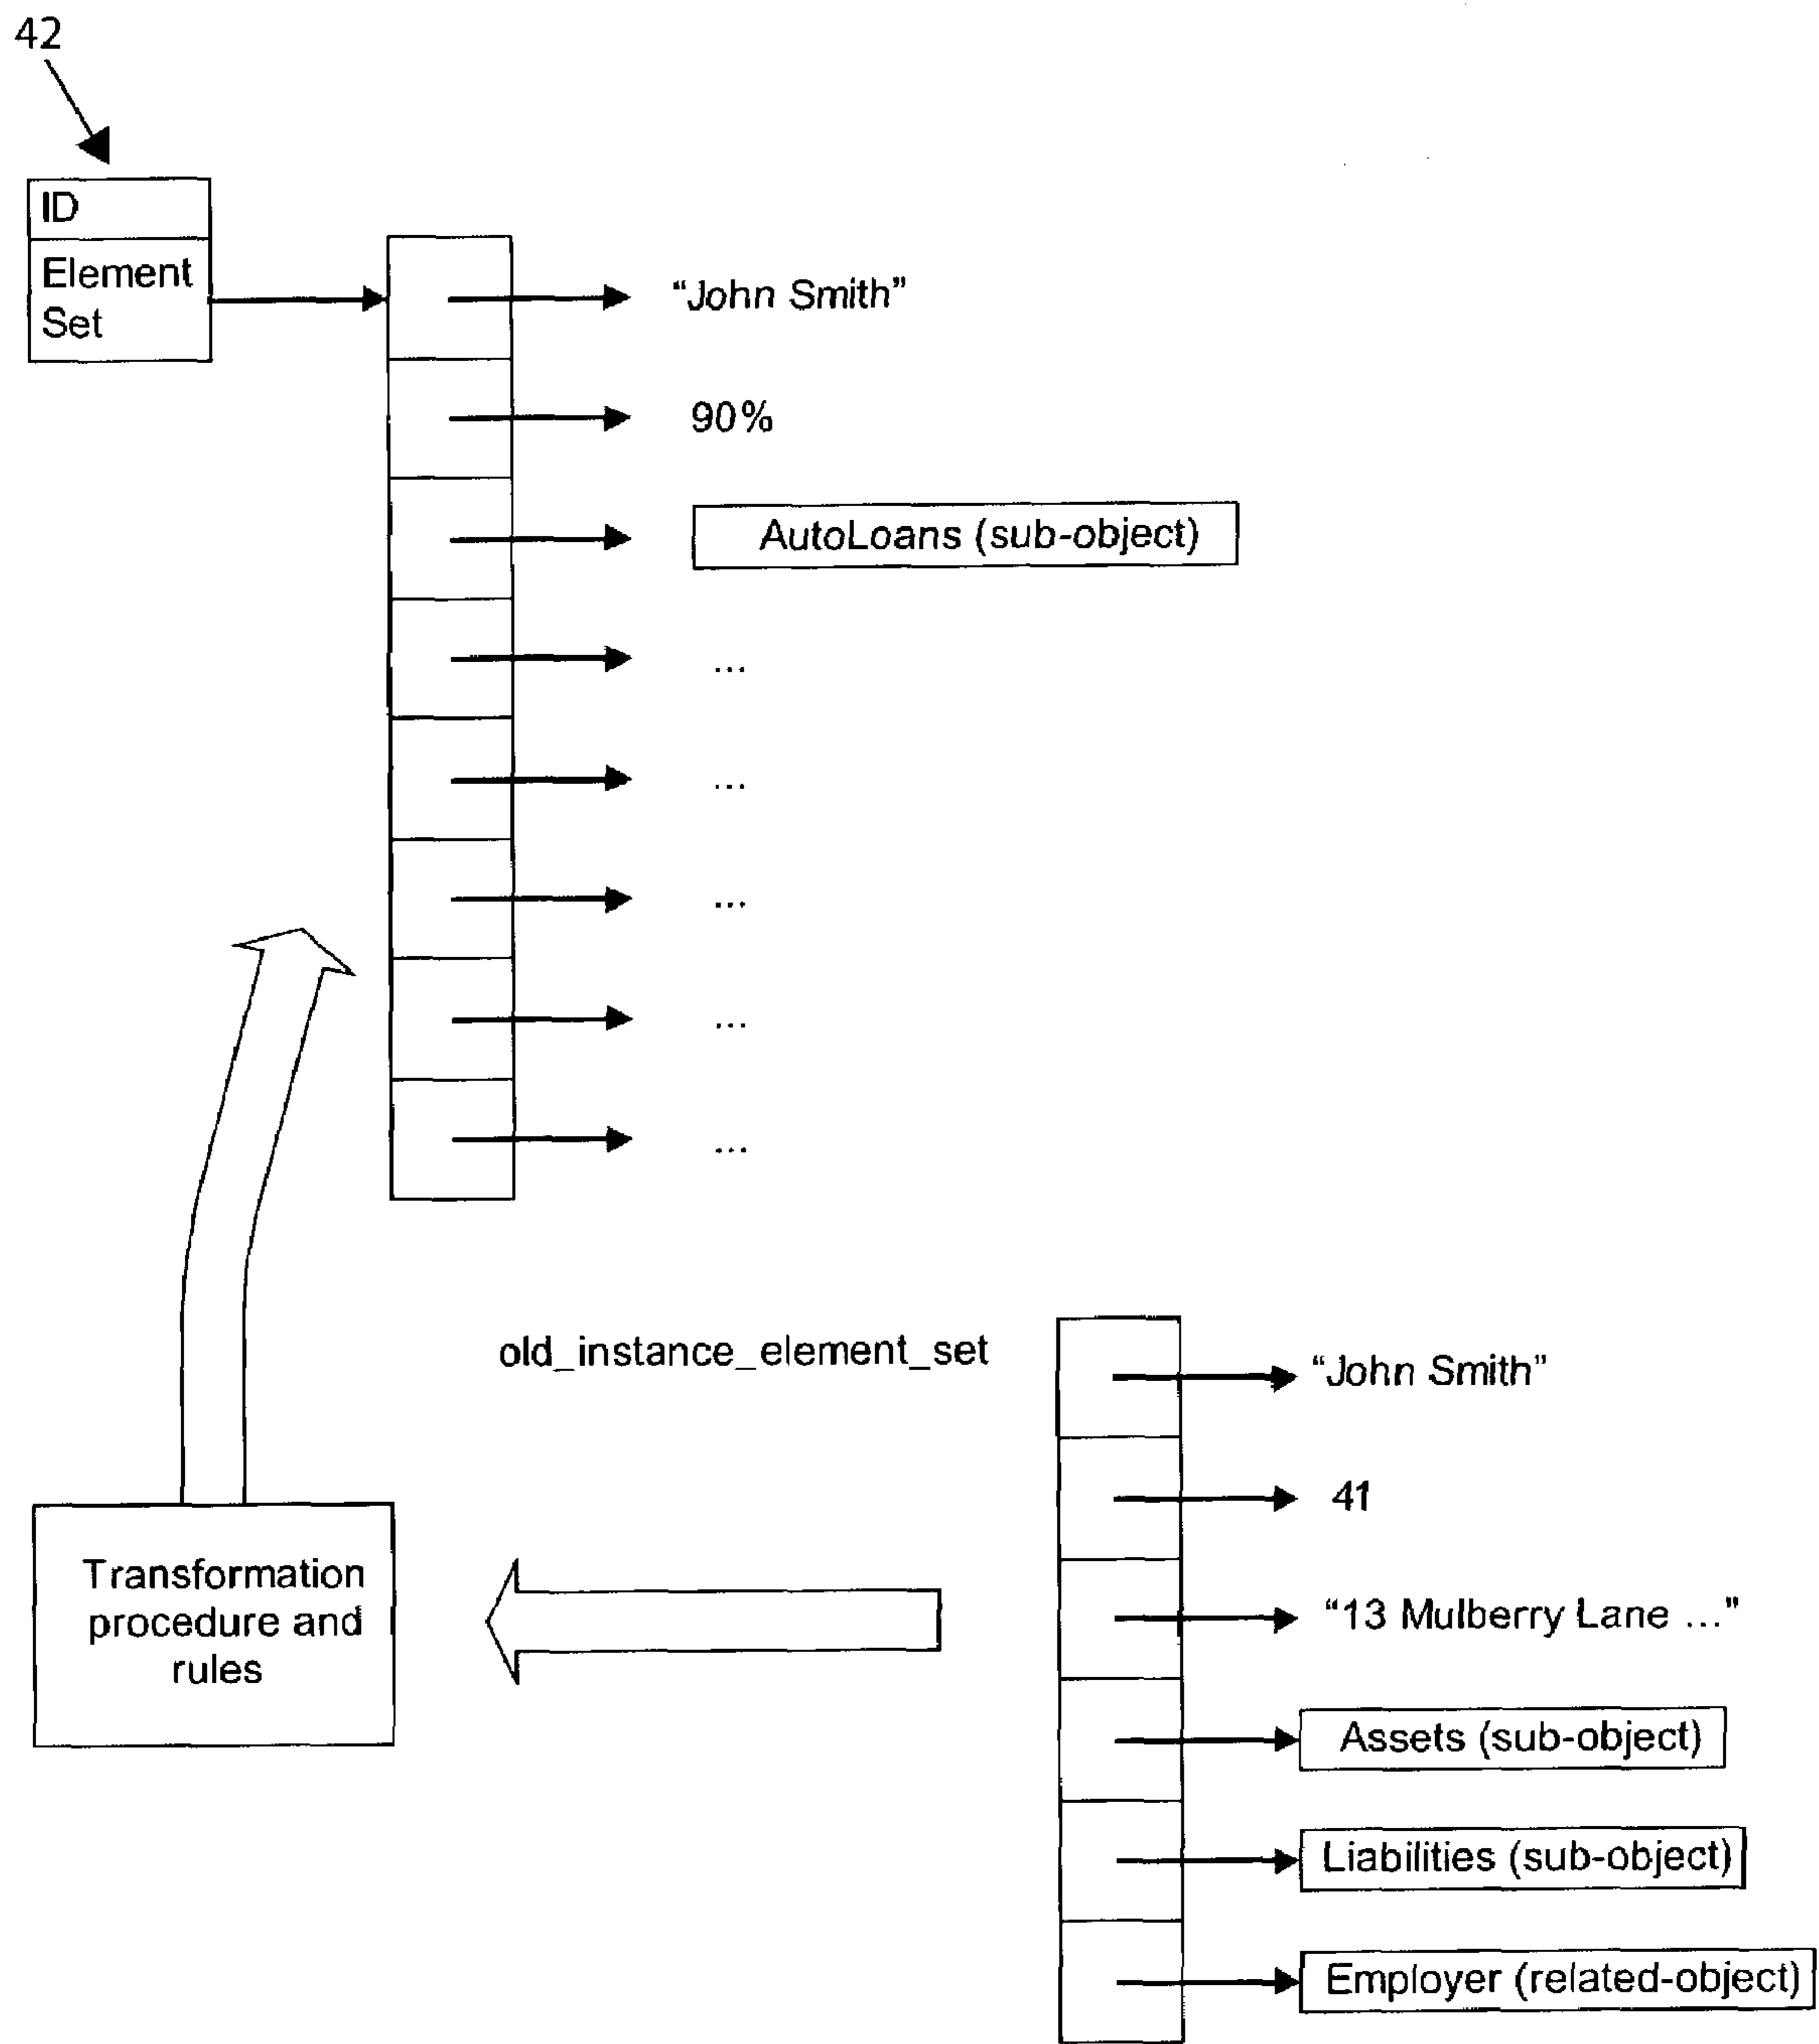 42
ID
Element
Set
“John Smith”
90%
AutoLoans (sub-object)
...
...
...
...
...
old_instance_element_set
“John Smith”
41
“13 Mulberry Lane ...”
Assets (sub-object)
Liabilities (sub-object)
Employer (related-object)
Transformation
procedure and
rules